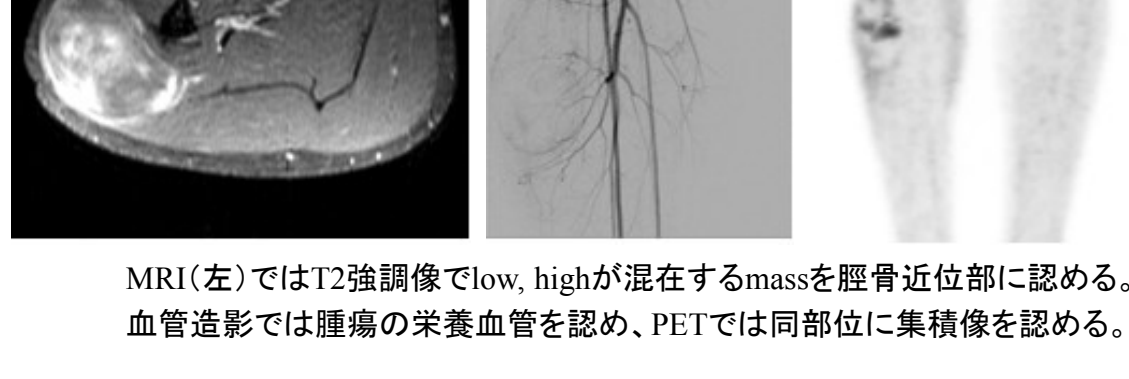 MRI（左）ではT2強調像でlow, highが混在するmassを脛骨近位部に認める。
血管造影では腫瘍の栄養血管を認め、PETでは同部位に集積像を認める。